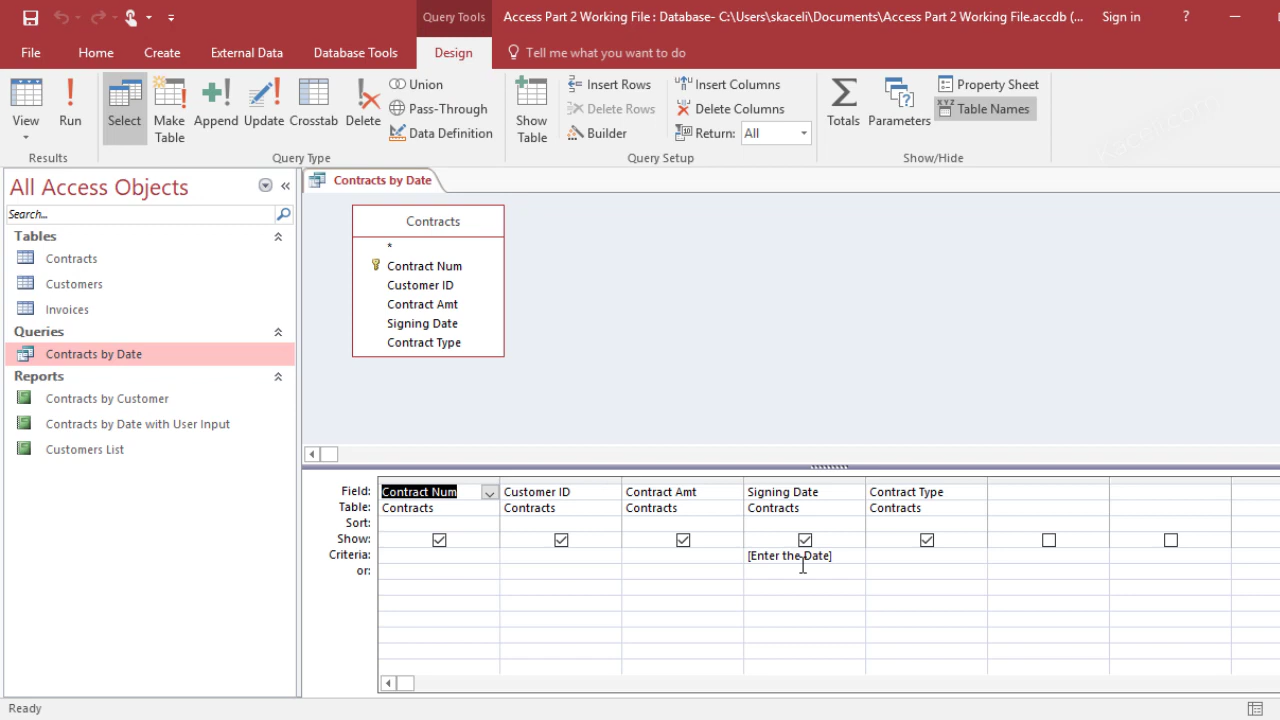 Query Tools
Access Part 2 Working File : Database- C:\Users\skaceli\Documents\Access Part 2 Working File.accdb (...
Sign in
?
File
Home
Create
External Data
Database Tools
Design
Tell me what you want to do
View
Run
Results
Select
Make Table
Append
Update
Crosstab
Delete
Union
Pass-Through
Data Definition
Query Type
Show Table
Insert Rows
Delete Rows
Builder
Insert Columns
Delete Columns
Return: All
Query Setup
Totals
Parameters
Property Sheet
XYZ Table Names
Show/Hide
kaceli.com
All Access Objects
Search...
Tables
Contracts
Customers
Invoices
Queries
Contracts by Date
Reports
Contracts by Customer
Contracts by Date with User Input
Customers List
Contracts by Date
Contracts
*
Contract Num
Customer ID
Contract Amt
Signing Date
Contract Type
Field: Contract Num Customer ID Contract Amt Signing Date Contract Type
Table: Contracts Contracts Contracts Contracts Contracts
Sort:
Show:
Criteria: [Enter the Date]
or:
Ready